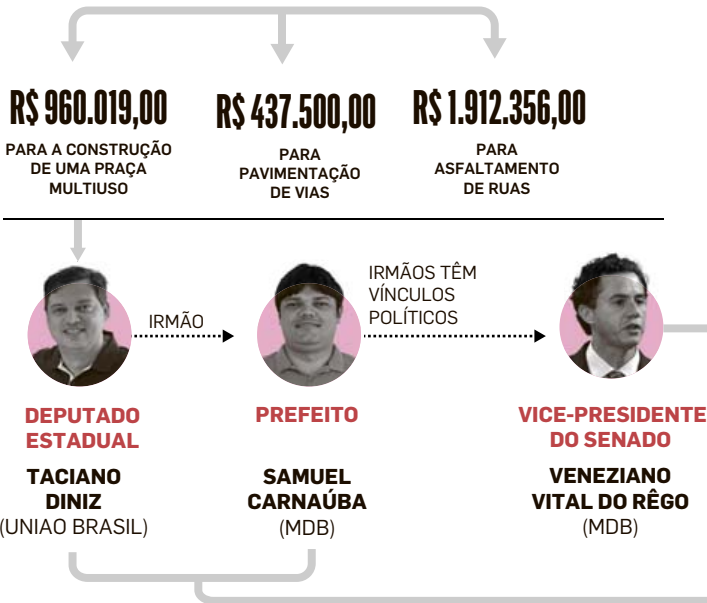 R$ 960.019,00
PARA A CONSTRUÇÃO
DE UMA PRAÇA
MULTIUSO
R$ 437.500,00
PARA
PAVIMENTAÇÃO
DE VIAS
R$ 1.912.356,00
PARA
ASFALTAMENTO
DE RUAS
IRMÃO
IRMÃOS TÊM
VÍNCULOS
POLÍTICOS
DEPUTADO
ESTADUAL
TACIANO
DINIZ
(UNIAO BRASIL)
PREFEITO
SAMUEL
CARNAÚBA
(MDB)
VICE-PRESIDENTE
DO SENADO
VENEZIANO
VITAL DO RÊGO
(MDB)